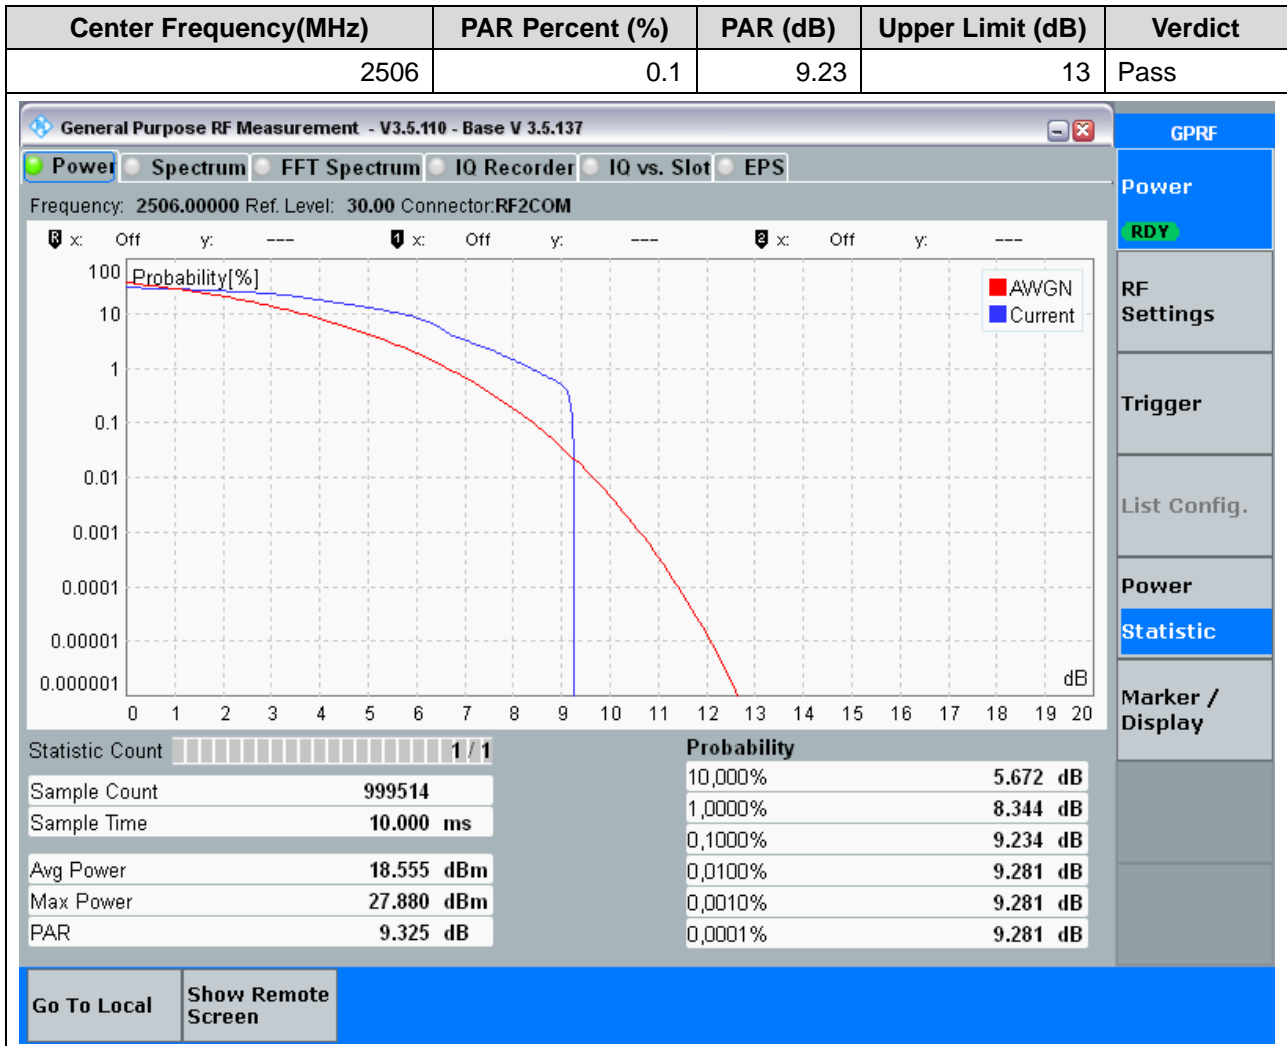 Center Frequency(MHz) PAR Percent (%) PAR (dB) Upper Limit (dB) Verdict
2506 0.1 9.23 13 Pass
General Purpose RF Measurement - V3.5.110 - Base V 3.5.137
GPRF
Power Spectrum FFT Spectrum IQ Recorder IQ vs. Slot EPS
Frequency: 2506.00000 Ref. Level: 30.00 Connector:RF2COM
R x: Off y: --- 1 x: Off y: --- 2 x: Off y: ---
Probability[%]
AWGN
Current
100
10
1
0.1
0.01
0.001
0.0001
0.00001
0.000001
dB
0 1 2 3 4 5 6 7 8 9 10 11 12 13 14 15 16 17 18 19 20
Statistic Count 1 / 1
Sample Count 999514
Sample Time 10.000 ms
Avg Power 18.555 dBm
Max Power 27.880 dBm
PAR 9.325 dB
Probability
10,000% 5.672 dB
1,0000% 8.344 dB
0,1000% 9.234 dB
0,0100% 9.281 dB
0,0010% 9.281 dB
0,0001% 9.281 dB
Power
RDY
RF
Settings
Trigger
List Config.
Power
Statistic
Marker /
Display
Go To Local
Show Remote
Screen